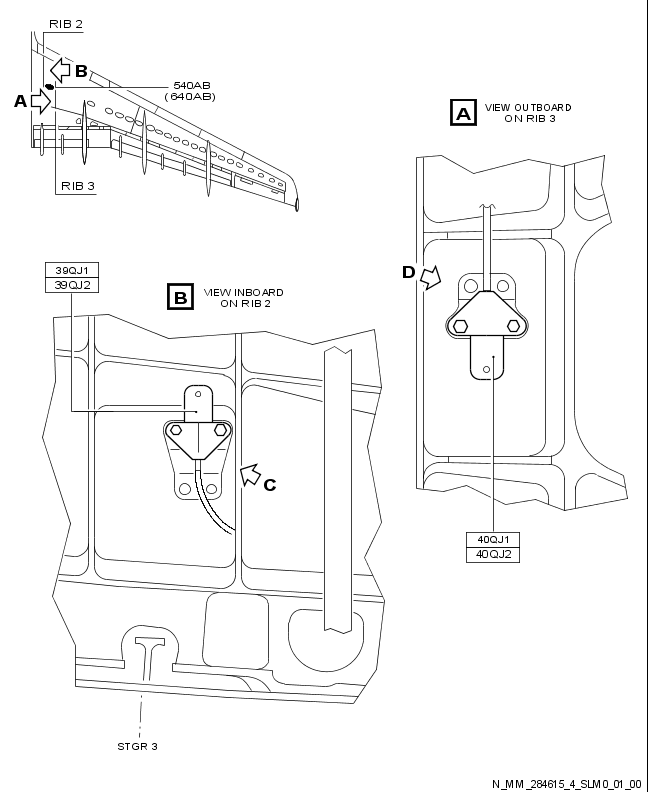 RIB 2
B
A
540AB
(640AB)
RIB 3
A
VIEW OUTBOARD
ON RIB 3
D
39QJ1
39QJ2
B
VIEW INBOARD
ON RIB 2
C
40QJ1
40QJ2
STGR 3
N_MM_284615_4_SLM0_01_00